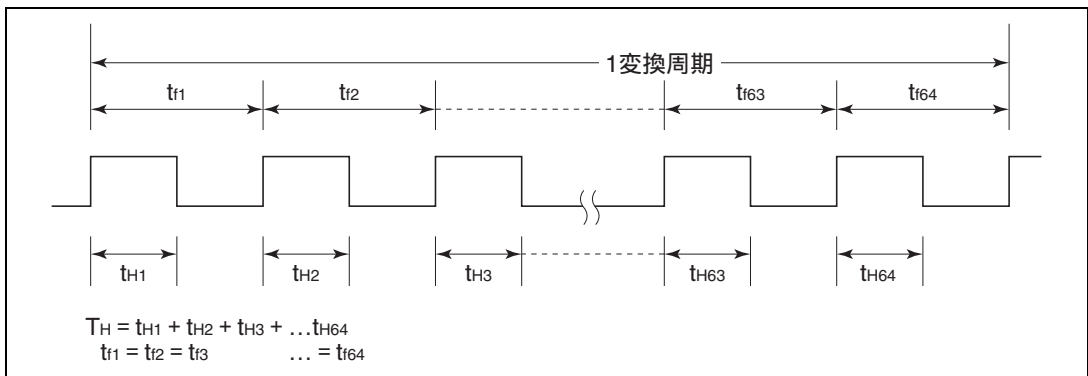 1変換周期
tf1 tf2 tf63 tf64
tH1 tH2 tH3 tH63 tH64
TH = tH1 + tH2 + tH3 + …tH64
tf1 = tf2 = tf3 … = tf64